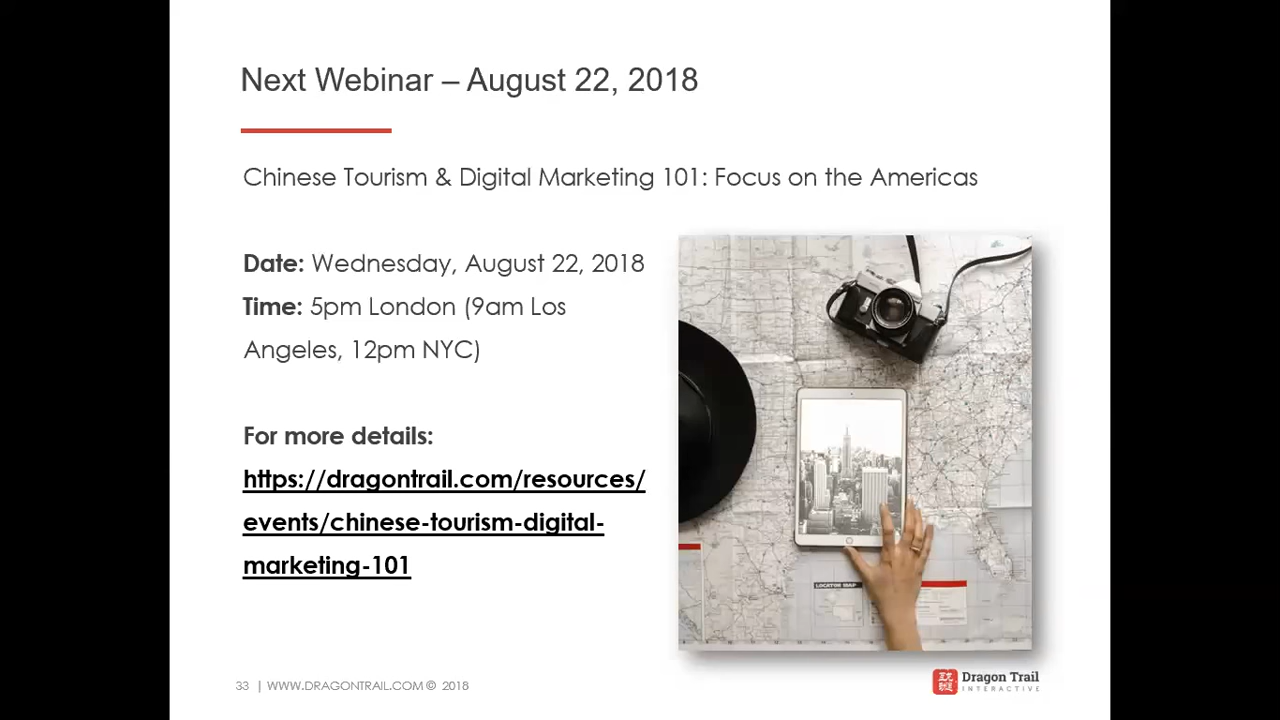 Next Webinar – August 22, 2018
Chinese Tourism & Digital Marketing 101: Focus on the Americas
Date: Wednesday, August 22, 2018
Time: 5pm London (9am Los
Angeles, 12pm NYC)
For more details:
https://dragontrail.com/resources/
events/chinese-tourism-digital-
marketing-101
LOCATOR MAP
33 | WWW.DRAGONTRAIL.COM © 2018
Dragon Trail
INTERACTIVE